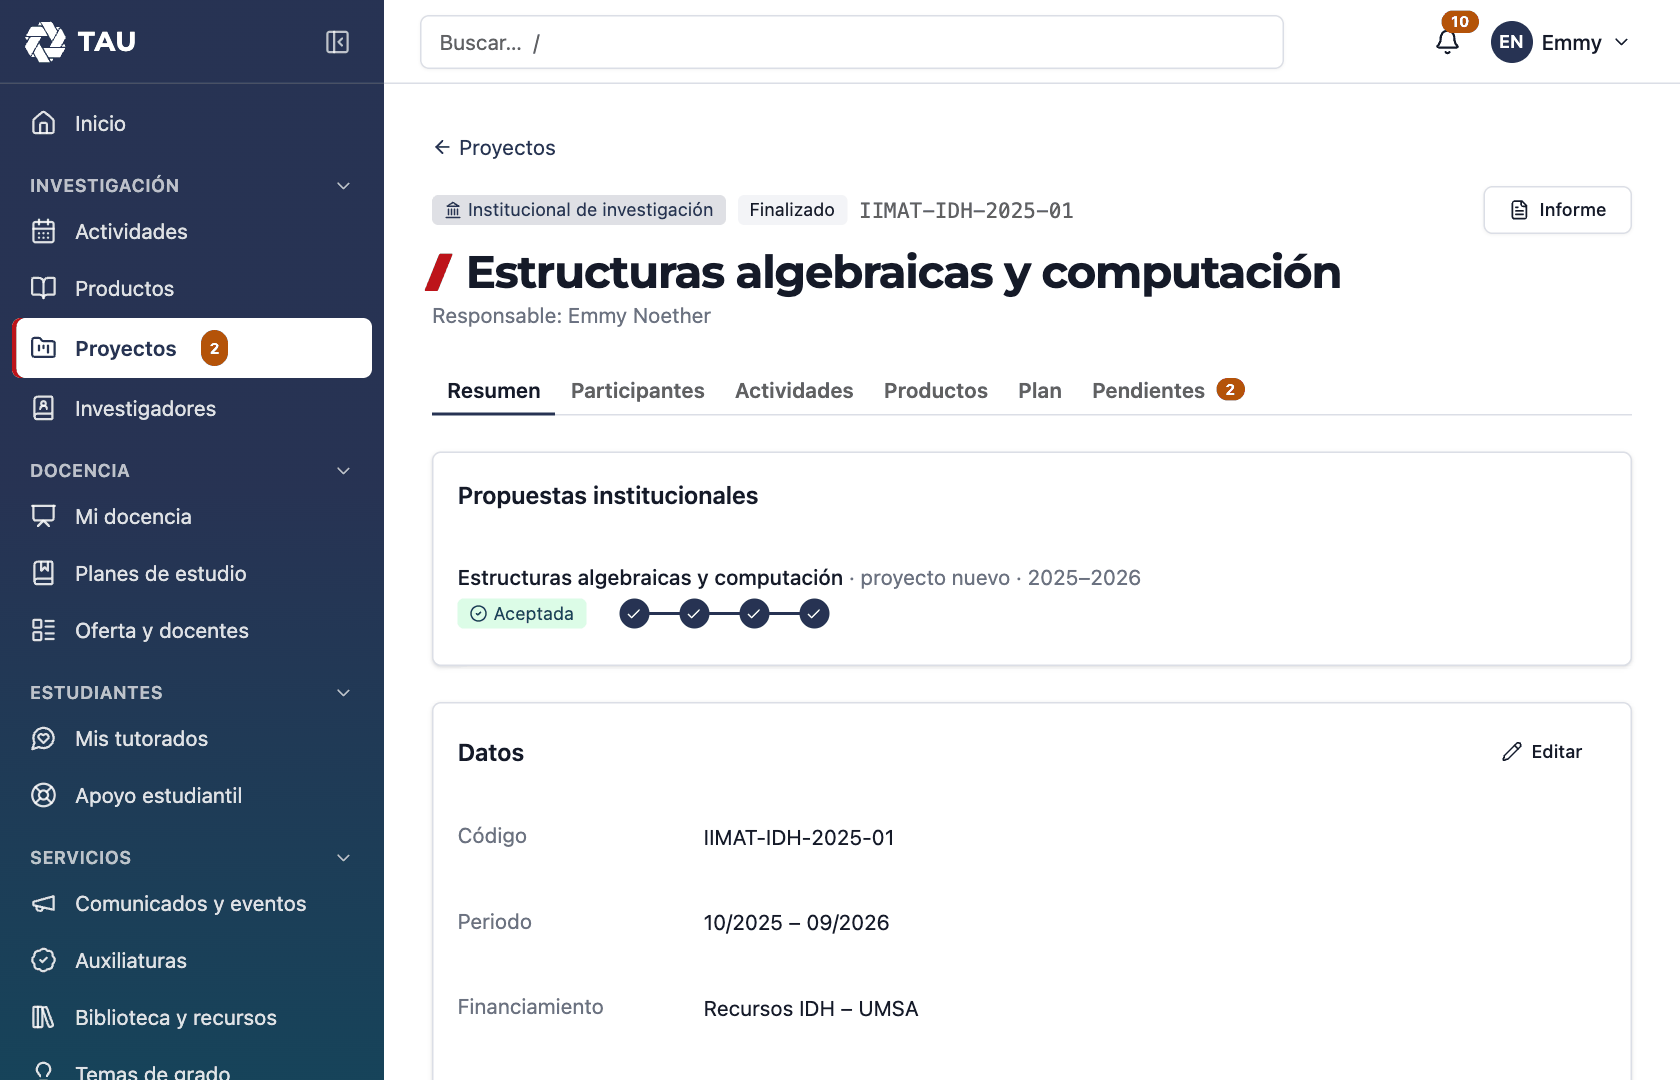 TAU
Buscar... /
10
EN Emmy
Inicio
INVESTIGACIÓN
Actividades
Productos
Proyectos 2
Investigadores
DOCENCIA
Mi docencia
Planes de estudio
Oferta y docentes
ESTUDIANTES
Mis tutorados
Apoyo estudiantil
SERVICIOS
Comunicados y eventos
Auxiliaturas
Biblioteca y recursos
Temas de grado
← Proyectos
Institucional de investigación Finalizado IIMAT-IDH-2025-01
Informe
Estructuras algebraicas y computación
Responsable: Emmy Noether
Resumen Participantes Actividades Productos Plan Pendientes 2
Propuestas institucionales
Estructuras algebraicas y computación · proyecto nuevo · 2025–2026
Aceptada
Datos
Editar
Código IIMAT-IDH-2025-01
Periodo 10/2025 – 09/2026
Financiamiento Recursos IDH – UMSA